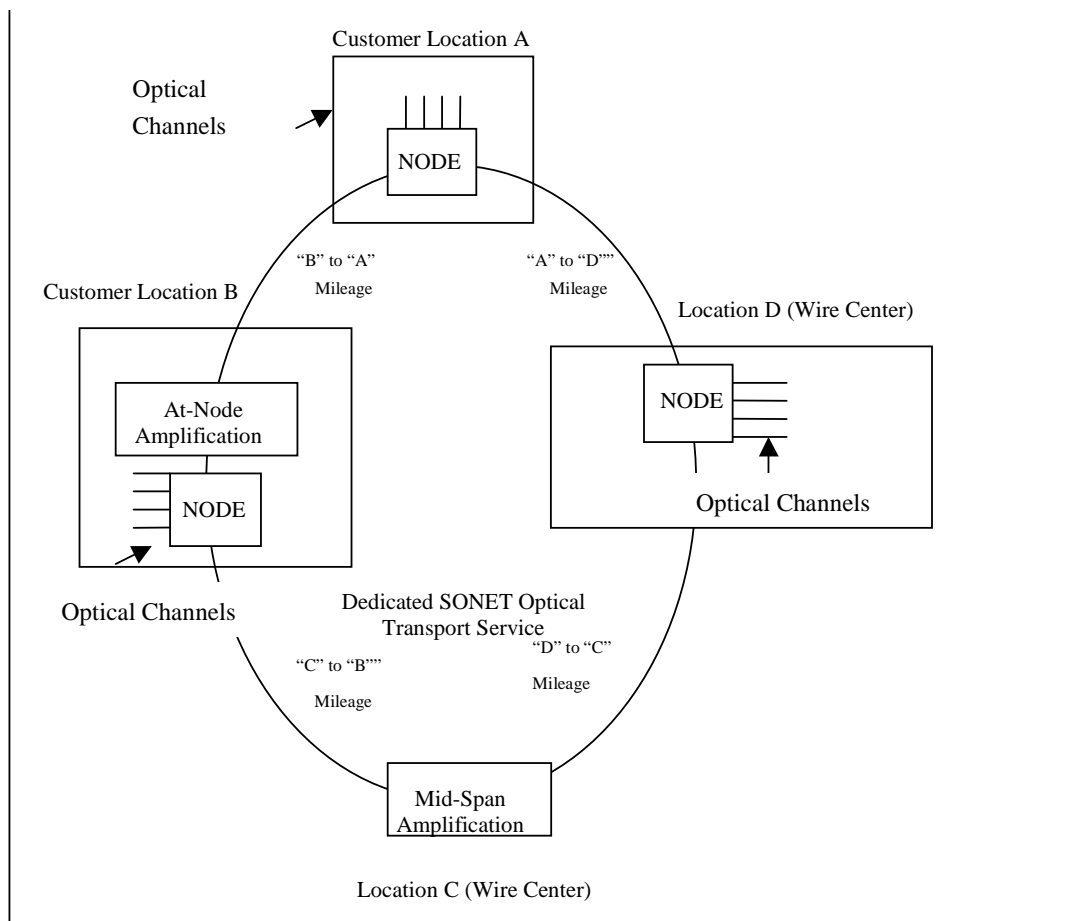 Customer Location A
Optical
Channels
NODE
“B” to “A”
Mileage
“A” to “D””
Mileage
Customer Location B
Location D (Wire Center)
At-Node
Amplification
NODE
NODE
Optical Channels
Optical Channels
Dedicated SONET Optical
Transport Service
“D” to “C”
Mileage
“C” to “B””
Mileage
Mid-Span
Amplification
Location C (Wire Center)